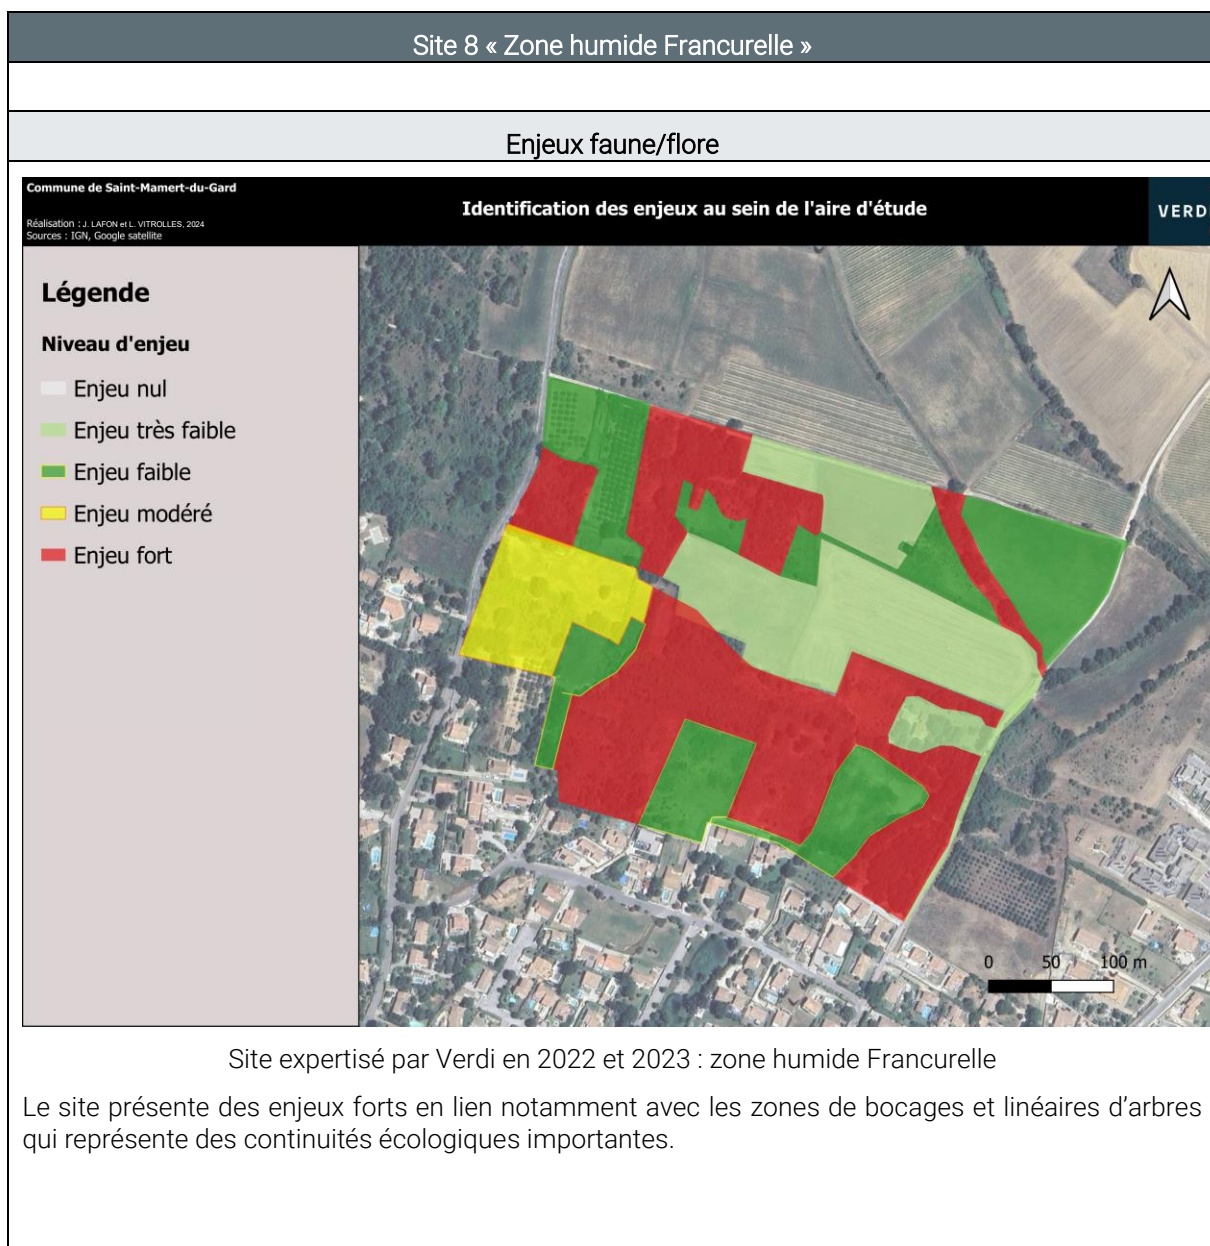 Site 8 « Zone humide Francurelle »
Enjeux faune/flore
Commune de Saint-Mamert-du-Gard
Réalisation : J. LAFON et L. VITROLLES, 2024
Sources : IGN, Google satellite
Identification des enjeux au sein de l'aire d'étude
VERD
Légende
Niveau d'enjeu
Enjeu nul
Enjeu très faible
Enjeu faible
Enjeu modéré
Enjeu fort
0 50 100 m
Site expertisé par Verdi en 2022 et 2023 : zone humide Francurelle
Le site présente des enjeux forts en lien notamment avec les zones de bocages et linéaires d’arbres
qui représente des continuités écologiques importantes.